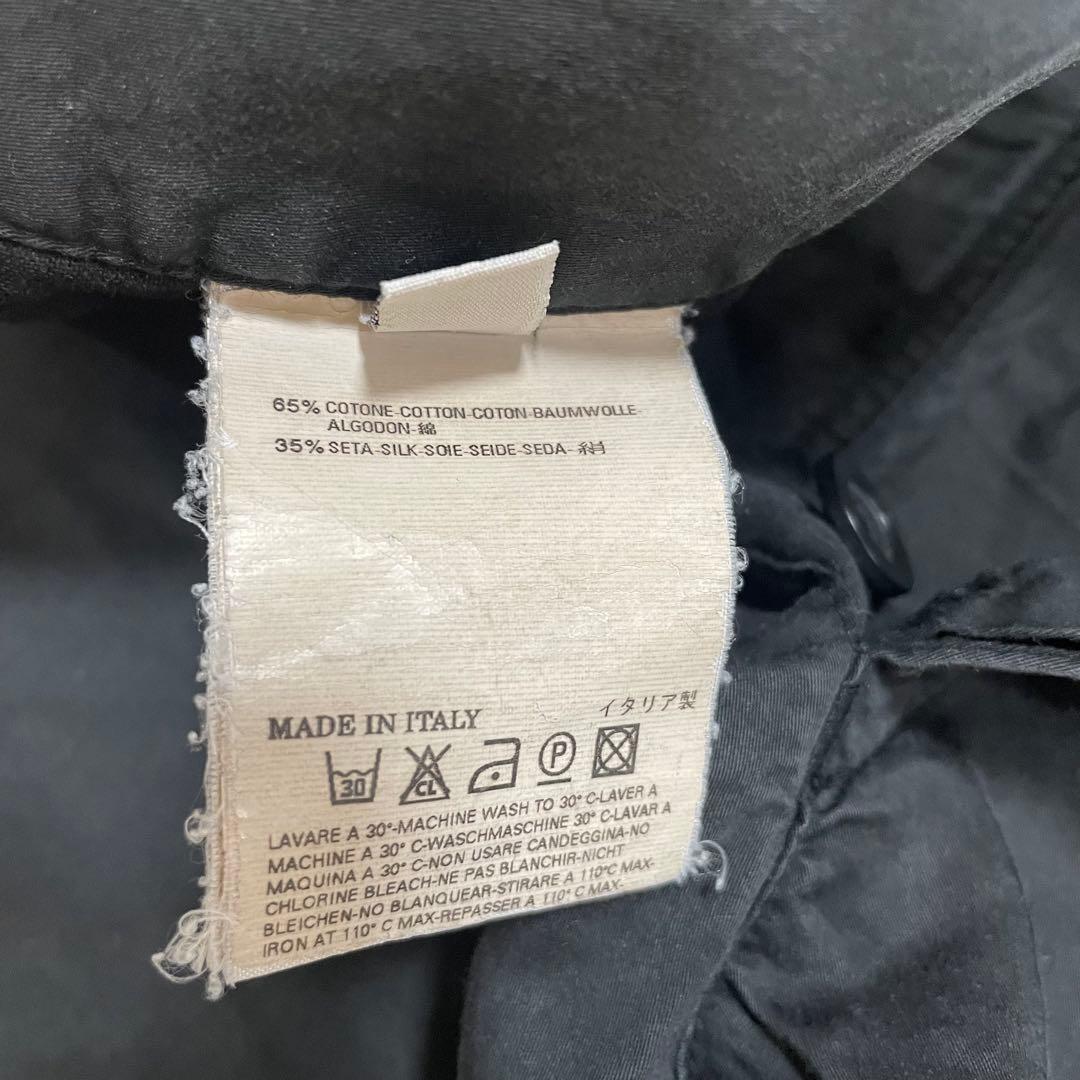 65% COTONE-COTTON-COTON-BAUMWOLLE-
ALGODON-綿
35% SETA-SILK-SOIE-SEIDE-SEDA-絹
MADE IN ITALY イタリア製
30 CL P
LAVARE A 30°-MACHINE WASH TO 30° C-LAVER A
MACHINE A 30° C-WASCHMASCHINE 30° C-LAVAR A
MAQUINA A 30° C-NON USARE CANDEGGINA-NO
CHLORINE BLEACH-NE PAS BLANCHIR-NICHT
BLEICHEN-NO BLANQUEAR-STIRARE A 110°C MAX-
IRON AT 110° C MAX-REPASSER A 110° C MAX-